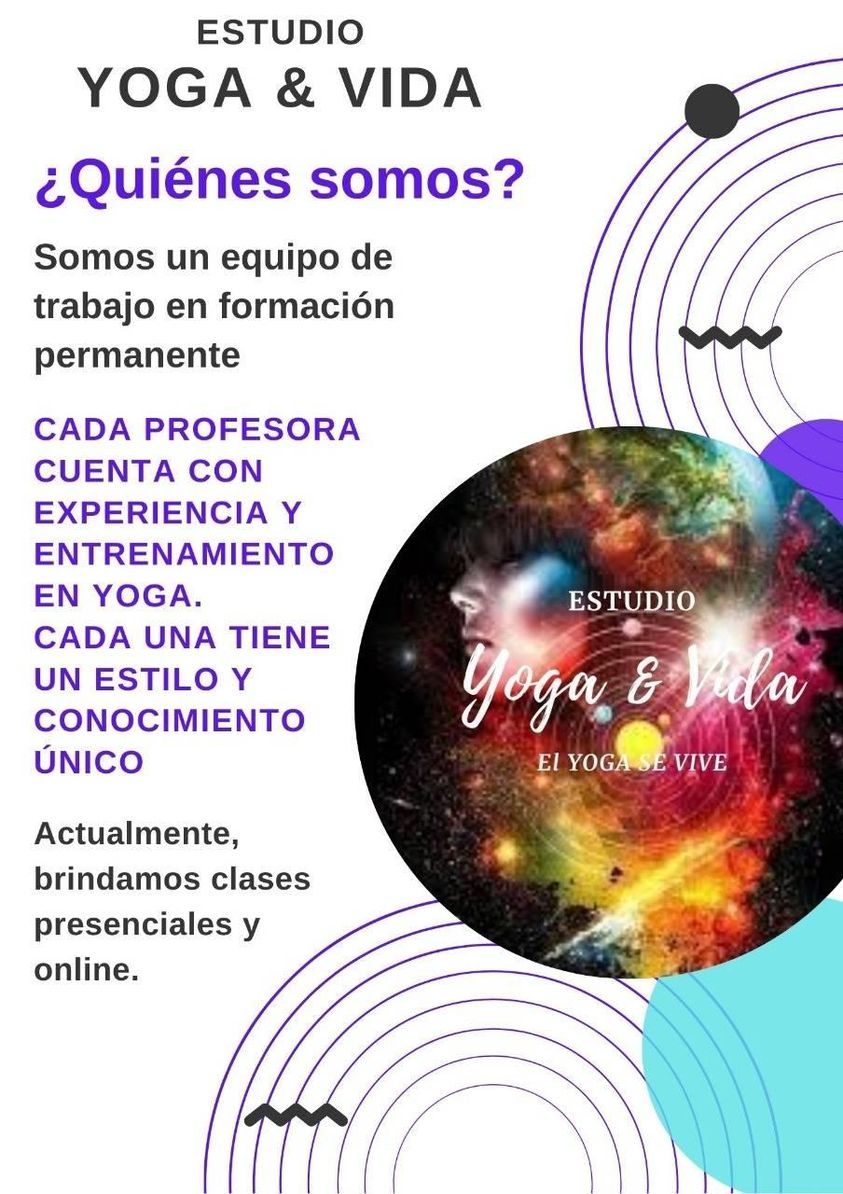 ESTUDIO
YOGA & VIDA
¿Quiénes somos?
Somos un equipo de
trabajo en formación
permanente
CADA PROFESORA
CUENTA CON
EXPERIENCIA Y
ENTRENAMIENTO
EN YOGA.
CADA UNA TIENE
UN ESTILO Y
CONOCIMIENTO
ÚNICO
Actualmente,
brindamos clases
presenciales y
online.
ESTUDIO
Yoga & Vida
El YOGA SE VIVE